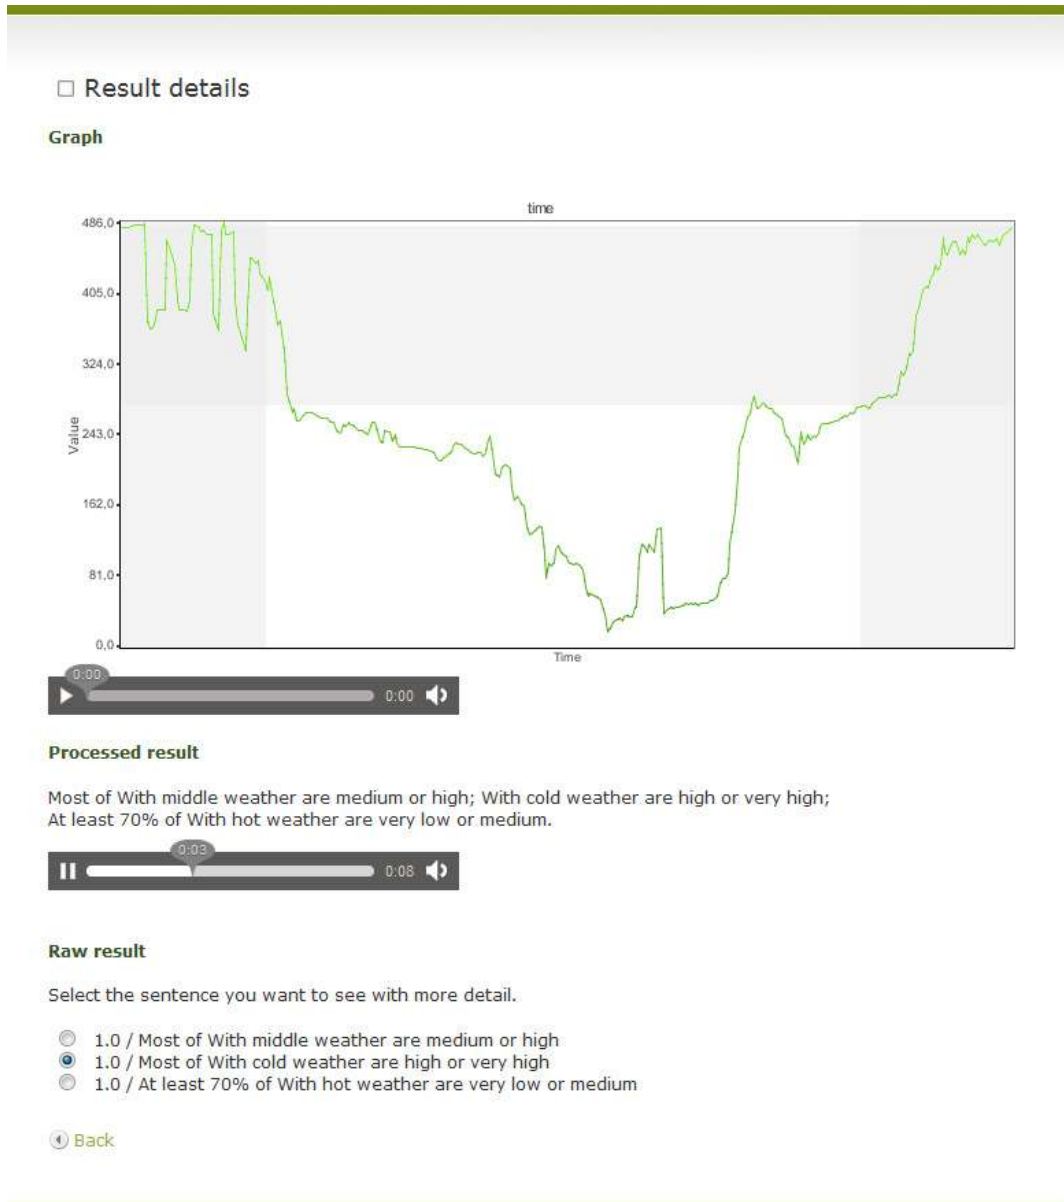 Result details
Graph
time
486,0
405,0
324,0
243,0
162,0
81,0
0,0
Value
Time
0:00
0:00
Processed result
Most of With middle weather are medium or high; With cold weather are high or very high;
At least 70% of With hot weather are very low or medium.
0:03
0:08
Raw result
Select the sentence you want to see with more detail.
1.0 / Most of With middle weather are medium or high
1.0 / Most of With cold weather are high or very high
1.0 / At least 70% of With hot weather are very low or medium
Back